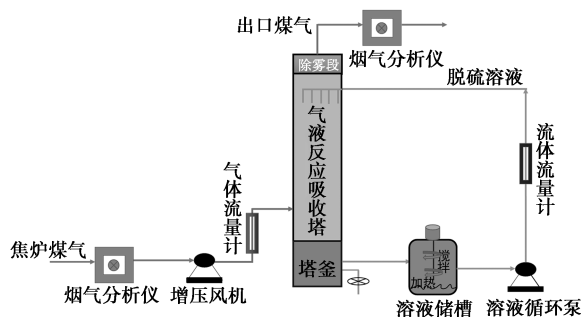 出口煤气
烟气分析仪
除雾段
脱硫溶液
气液反应吸收塔
气体流量计
流体流量计
焦炉煤气
烟气分析仪
增压风机
塔釜
搅拌
加热
溶液储槽
溶液循环泵